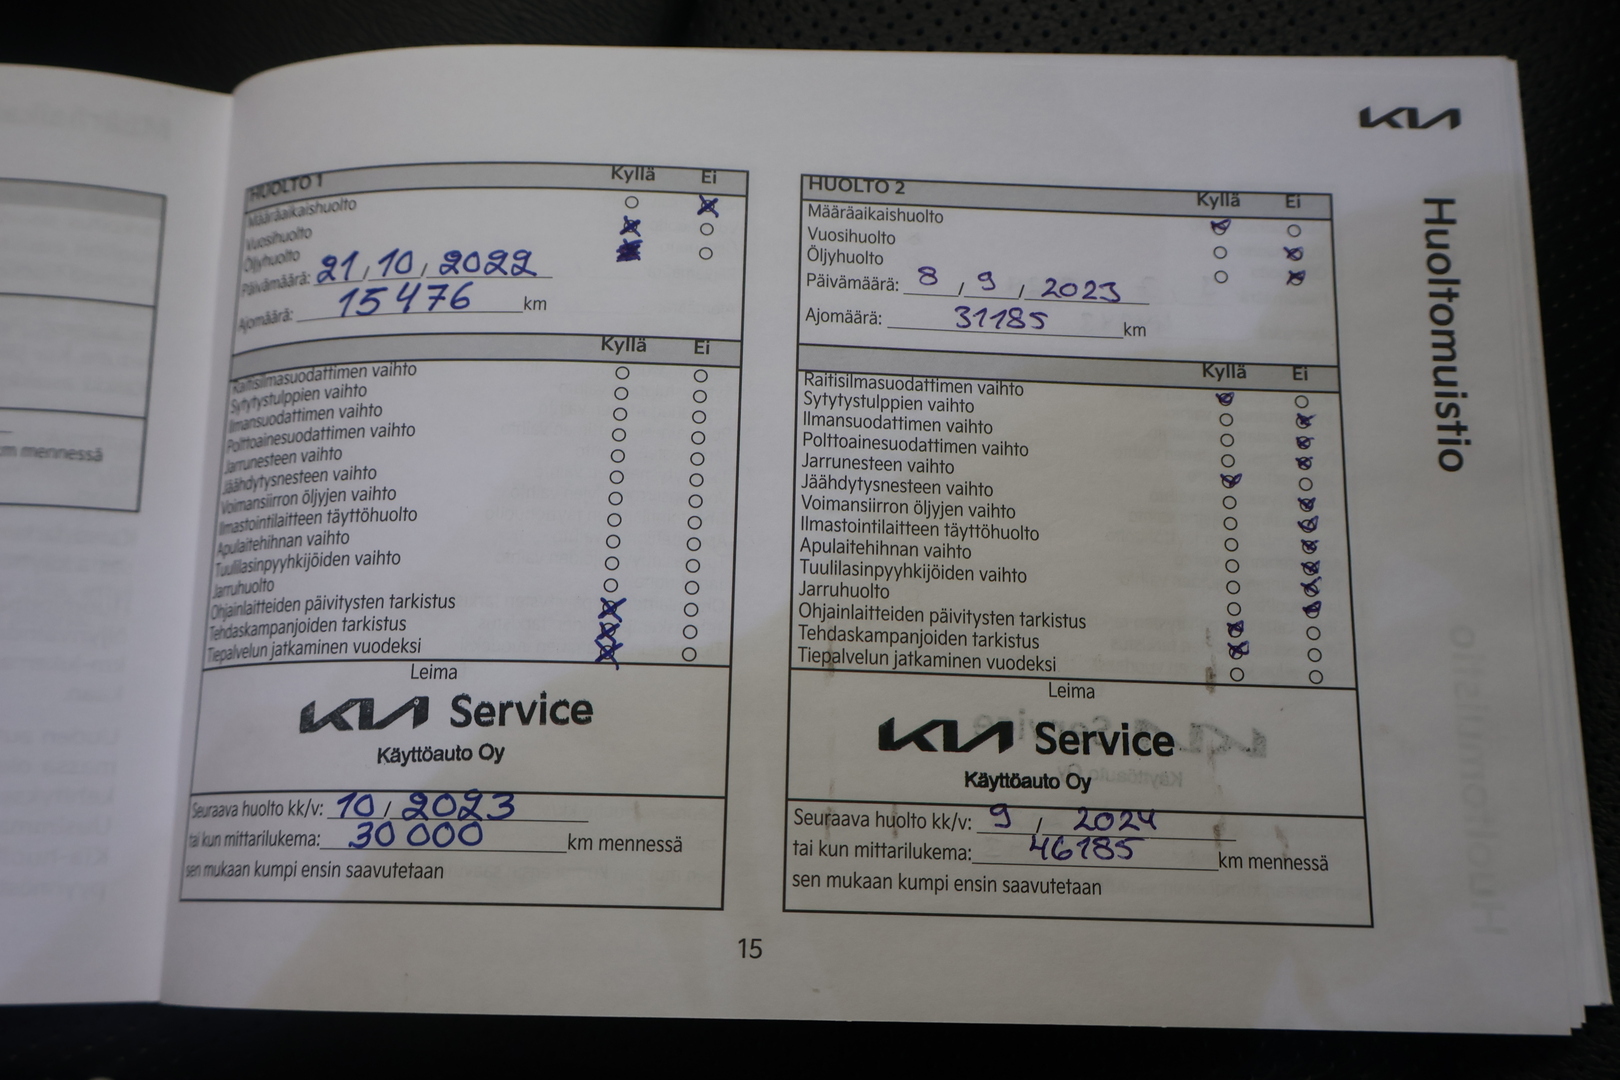 KIA
Huoltomuistio
HUOLTO 1 Kyllä Ei
Määräaikaishuolto
Vuosihuolto
Öljyhuolto
Päivämäärä: 21 / 10 / 2022
Ajomäärä: 15 476 km
Kyllä Ei
Raitisilmasuodattimen vaihto
Sytytystulppien vaihto
Ilmansuodattimen vaihto
Polttoainesuodattimen vaihto
Jarrunesteen vaihto
Jäähdytysnesteen vaihto
Voimansiirron öljyjen vaihto
Ilmastointilaitteen täyttöhuolto
Apulaitehihnan vaihto
Tuulilasinpyyhkijöiden vaihto
Jarruhuolto
Ohjainlaitteiden päivitysten tarkistus
Tehdaskampanjoiden tarkistus
Tiepalvelun jatkaminen vuodeksi
Leima
KIA Service
Käyttöauto Oy
Seuraava huolto kk/v: 10 / 2023
tai kun mittarilukema: 30 000 km mennessä
sen mukaan kumpi ensin saavutetaan
HUOLTO 2 Kyllä Ei
Määräaikaishuolto
Vuosihuolto
Öljyhuolto
Päivämäärä: 8 / 9 / 2023
Ajomäärä: 31185 km
Kyllä Ei
Raitisilmasuodattimen vaihto
Sytytystulppien vaihto
Ilmansuodattimen vaihto
Polttoainesuodattimen vaihto
Jarrunesteen vaihto
Jäähdytysnesteen vaihto
Voimansiirron öljyjen vaihto
Ilmastointilaitteen täyttöhuolto
Apulaitehihnan vaihto
Tuulilasinpyyhkijöiden vaihto
Jarruhuolto
Ohjainlaitteiden päivitysten tarkistus
Tehdaskampanjoiden tarkistus
Tiepalvelun jatkaminen vuodeksi
Leima
KIA Service
Käyttöauto Oy
Seuraava huolto kk/v: 9 / 2024
tai kun mittarilukema: 46185 km mennessä
sen mukaan kumpi ensin saavutetaan
15
km mennessä